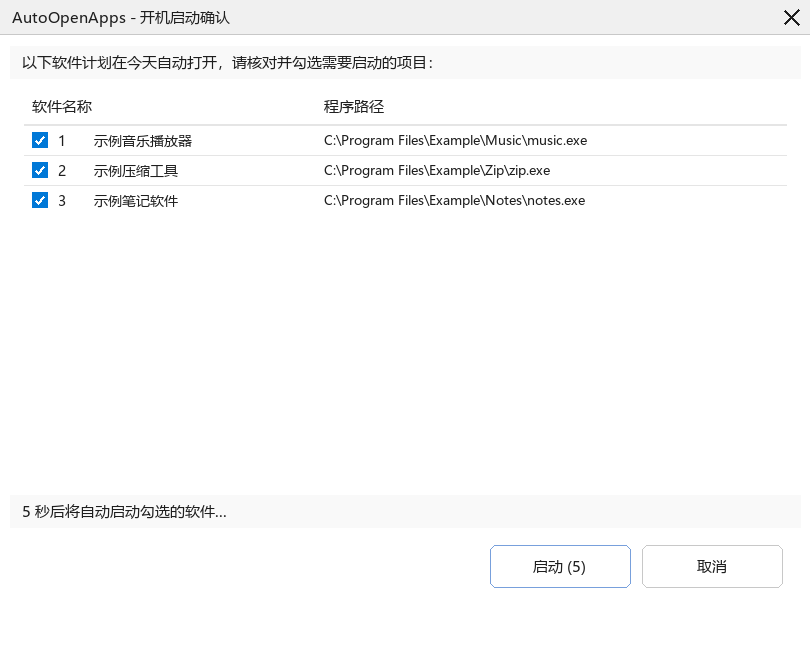 AutoOpenApps - 开机启动确认
以下软件计划在今天自动打开，请核对并勾选需要启动的项目：
软件名称 程序路径
1 示例音乐播放器 C:\Program Files\Example\Music\music.exe
2 示例压缩工具 C:\Program Files\Example\Zip\zip.exe
3 示例笔记软件 C:\Program Files\Example\Notes\notes.exe
5 秒后将自动启动勾选的软件...
启动 (5) 取消